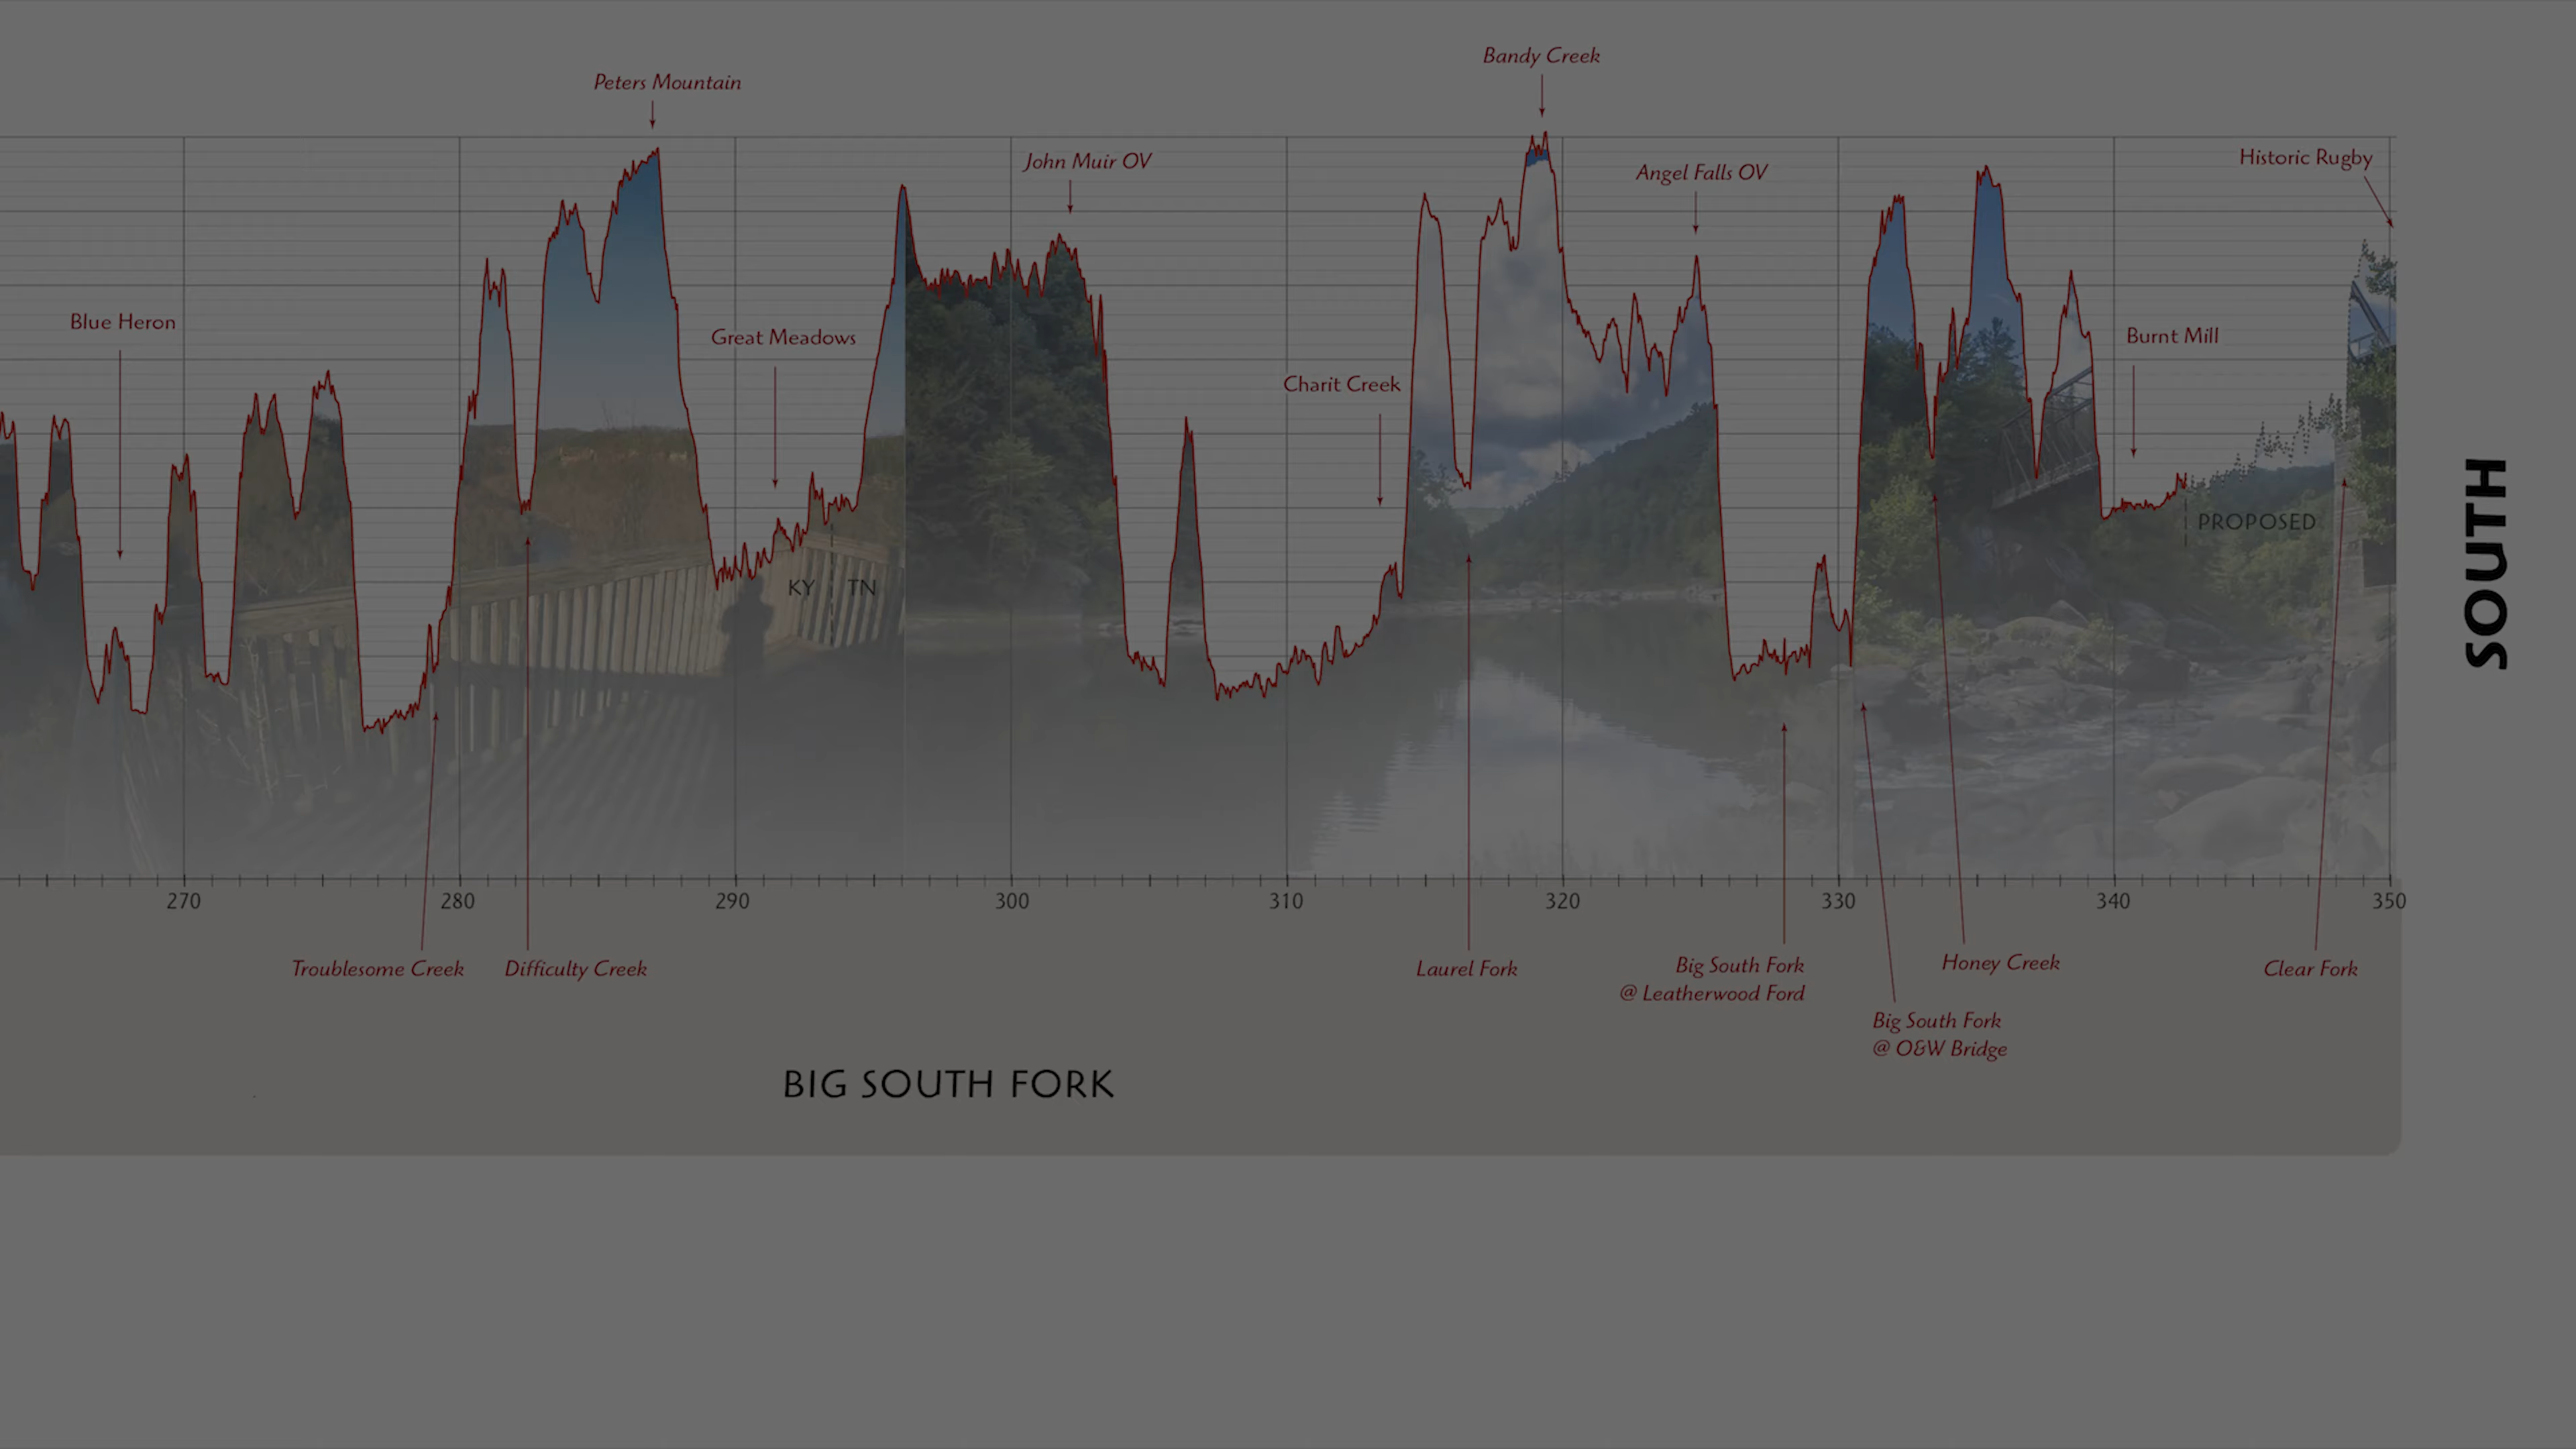 Bandy Creek
Peters Mountain
John Muir OV
Angel Falls OV
Historic Rugby
Blue Heron
Great Meadows
Burnt Mill
Charit Creek
PROPOSED
SOUTH
KY TN
270 280 290 300 310 320 330 340 350
Troublesome Creek
Difficulty Creek
Laurel Fork
Big South Fork
@ Leatherwood Ford
Honey Creek
Clear Fork
Big South Fork
@ O&W Bridge
BIG SOUTH FORK